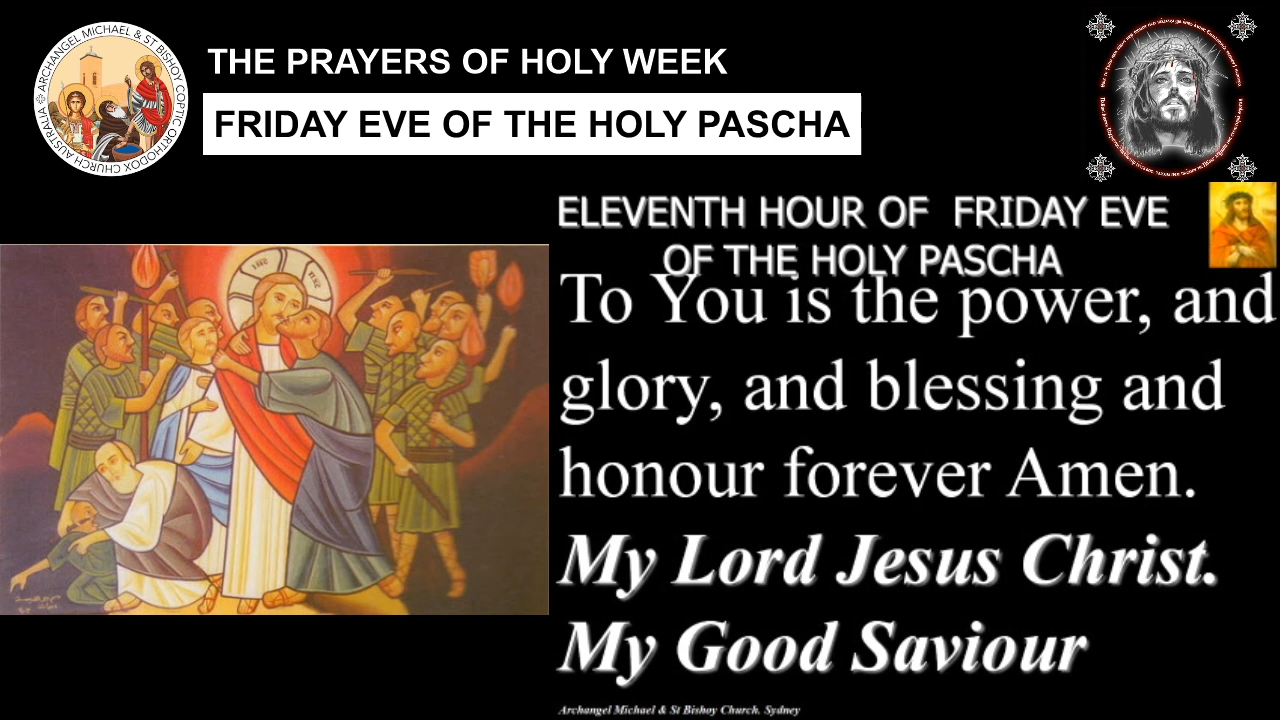 ARCHANGEL MICHAEL & ST BISHOY COPTIC ORTHODOX CHURCH AUSTRALIA
THE PRAYERS OF HOLY WEEK
FRIDAY EVE OF THE HOLY PASCHA
ELEVENTH HOUR OF FRIDAY EVE
OF THE HOLY PASCHA
To You is the power, and
glory, and blessing and
honour forever Amen.
My Lord Jesus Christ.
My Good Saviour
Archangel Michael & St Bishoy Church. Sydney